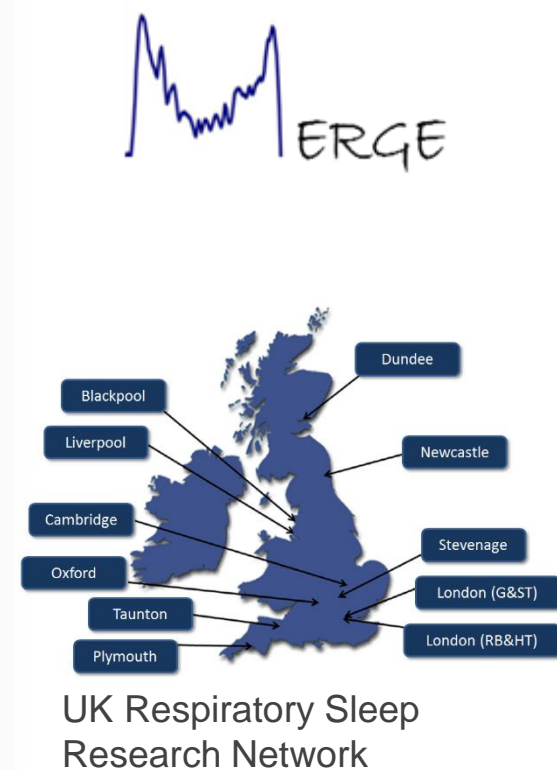 MERGE
Dundee
Blackpool
Liverpool
Newcastle
Cambridge
Stevenage
Oxford
London (G&ST)
Taunton
London (RB&HT)
Plymouth
UK Respiratory Sleep
Research Network